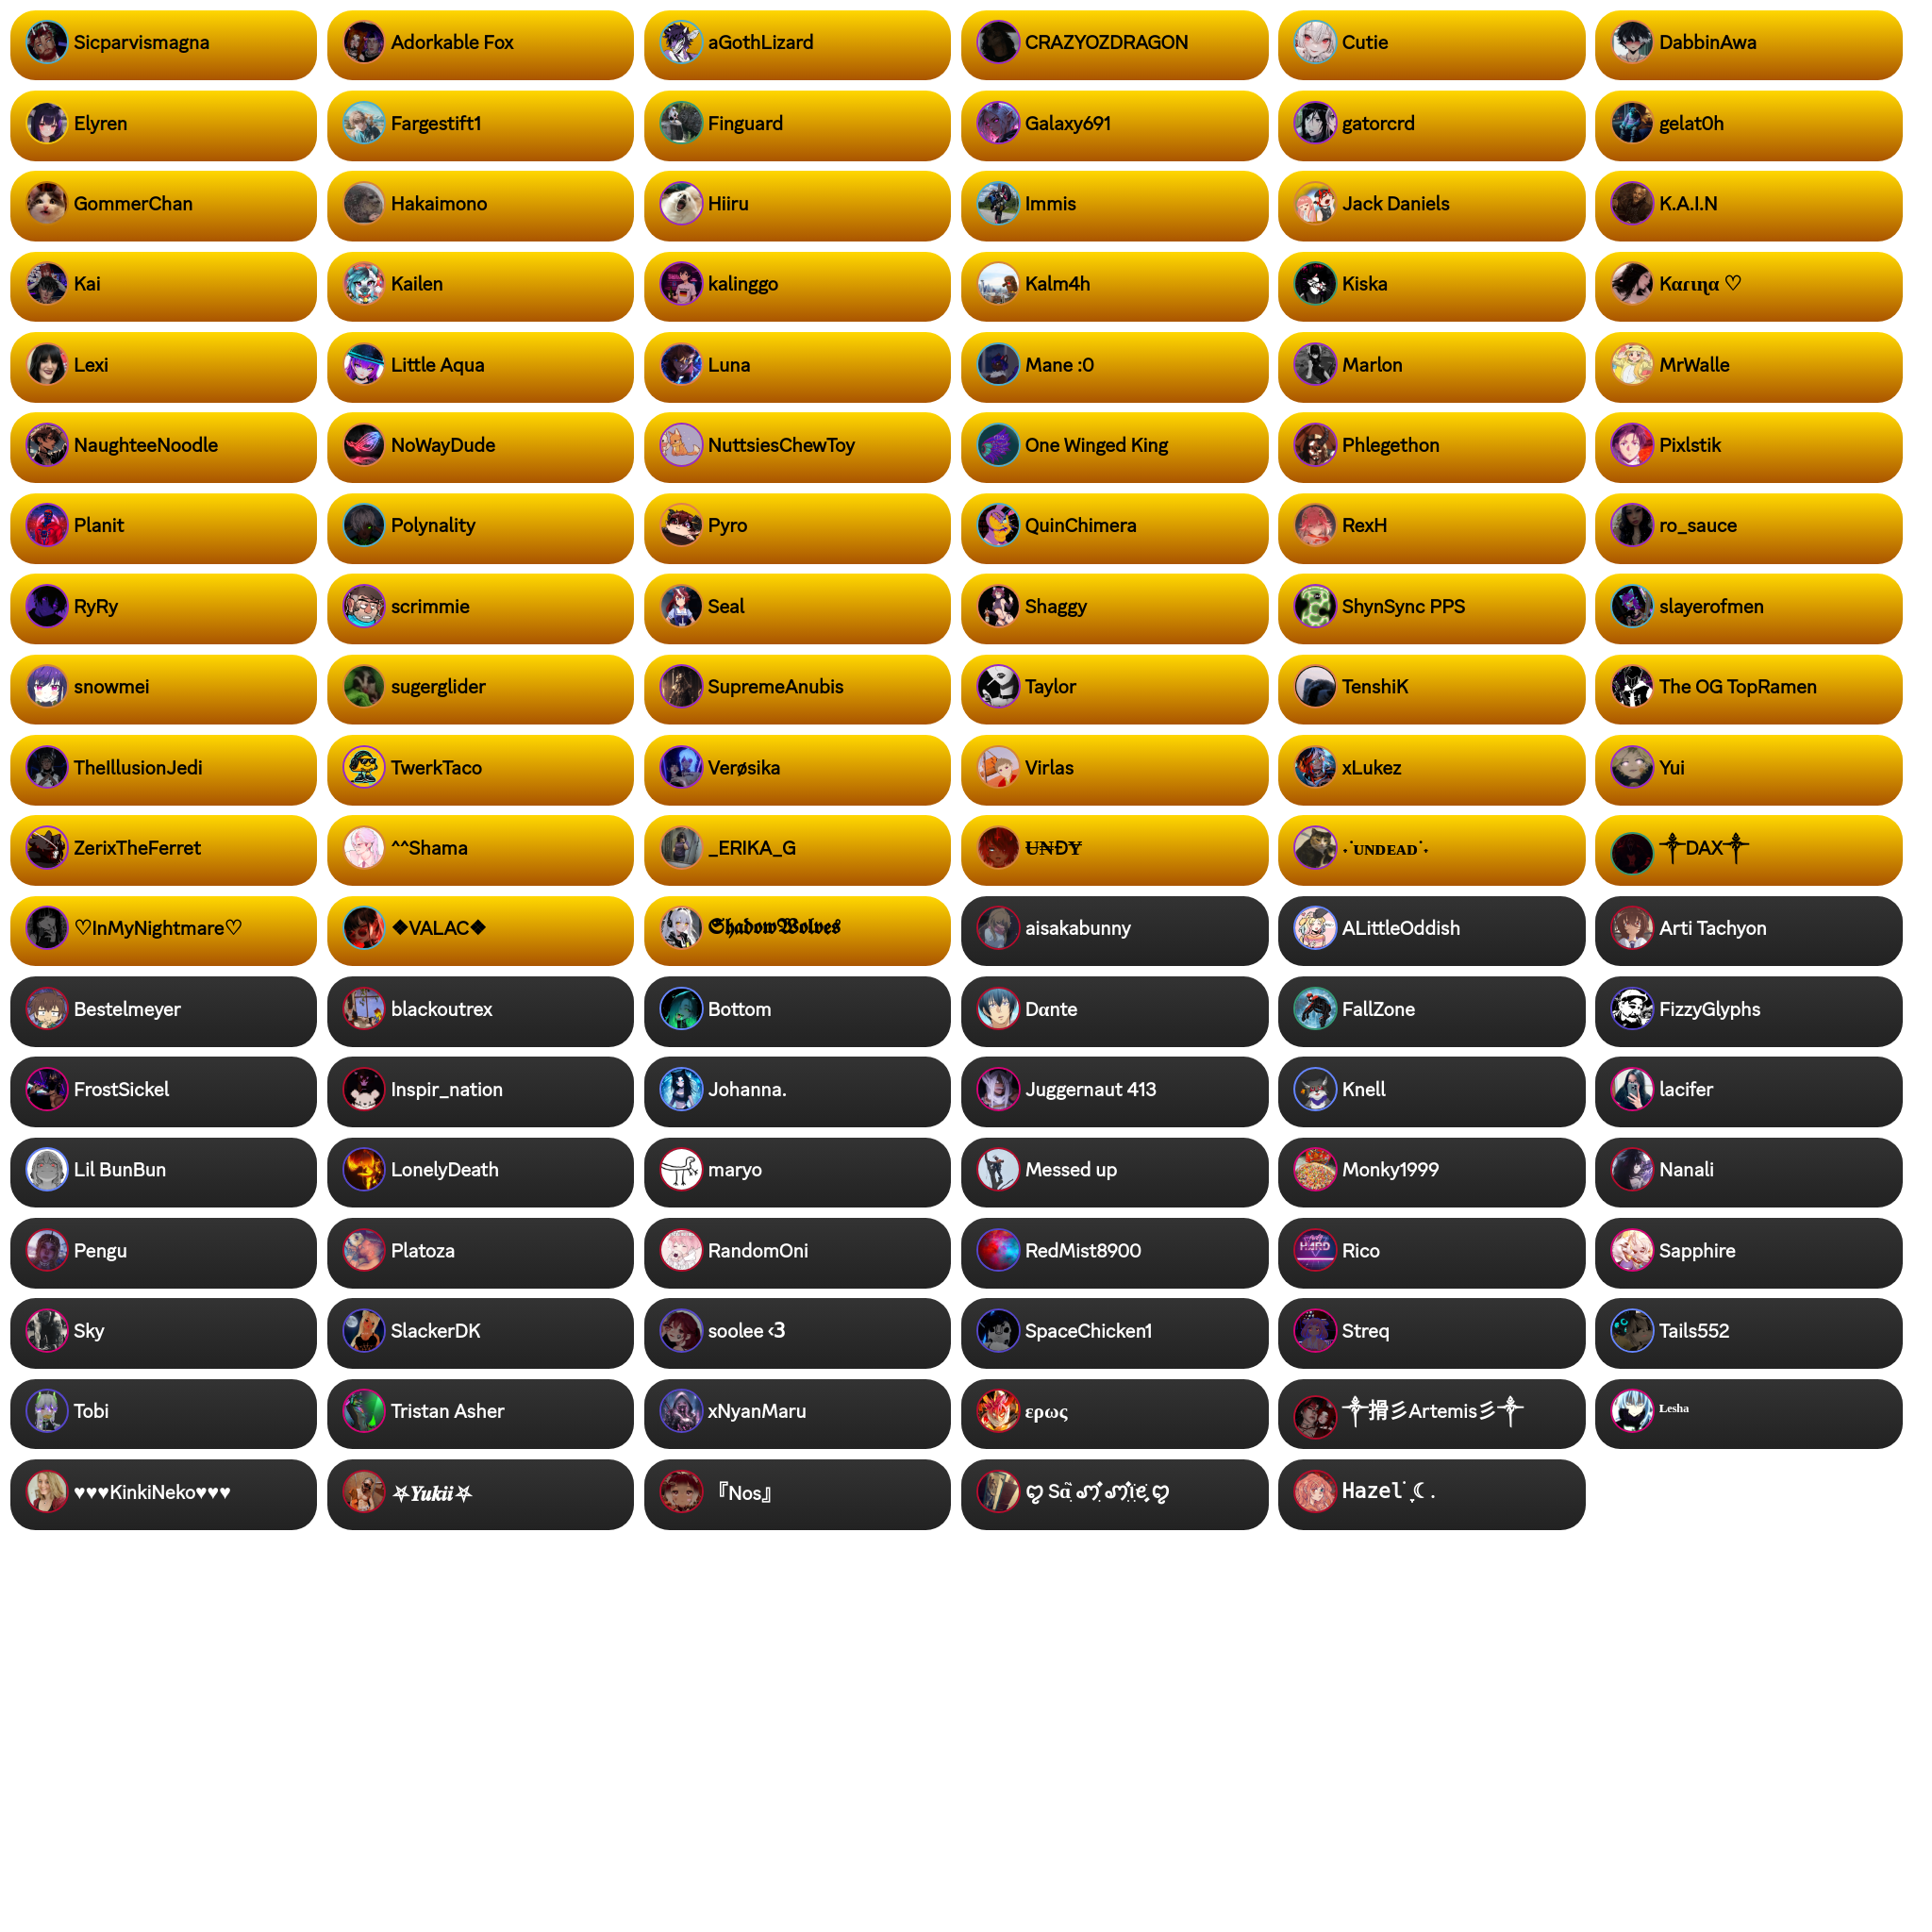 Sicparvismagna
Adorkable Fox
aGothLizard
CRAZYOZDRAGON
Cutie
DabbinAwa
Elyren
Fargestift1
Finguard
Galaxy691
gatorcrd
gelat0h
GommerChan
Hakaimono
Hiiru
Immis
Jack Daniels
K.A.I.N
Kai
Kailen
kalinggo
Kalm4h
Kiska
Kαɾιɳα ♡
Lexi
Little Aqua
Luna
Mane :0
Marlon
MrWalle
NaughteeNoodle
NoWayDude
NuttsiesChewToy
One Winged King
Phlegethon
Pixlstik
Planit
Polynality
Pyro
QuinChimera
RexH
ro_sauce
RyRy
scrimmie
Seal
Shaggy
ShynSync PPS
slayerofmen
snowmei
sugerglider
SupremeAnubis
Taylor
TenshiK
The OG TopRamen
TheIllusionJedi
TwerkTaco
Verøsika
Virlas
xLukez
Yui
ZerixTheFerret
^^Shama
_ERIKA_G
U̶₦ĐɎ
˖˙ᴜɴᴅᴇᴀᴅ˙˖
༒DAX༒
♡InMyNightmare♡
❖VALAC❖
𝕾𝖍𝖆𝖉𝖔𝖜𝖂𝖔𝖑𝖛𝖊𝖘
aisakabunny
ALittleOddish
Arti Tachyon
Bestelmeyer
blackoutrex
Bottom
Dαnte
FallZone
FizzyGlyphs
FrostSickel
Inspir_nation
Johanna.
Juggernaut 413
Knell
lacifer
Lil BunBun
LonelyDeath
maryo
Messed up
Monky1999
Nanali
Pengu
Platoza
RandomOni
RedMist8900
Rico
Sapphire
Sky
SlackerDK
soolee <3
SpaceChicken1
Streq
Tails552
Tobi
Tristan Asher
xNyanMaru
ερως
༒搰彡Artemis彡༒
ᴸᵉˢʰᵃ
♥♥♥KinkiNeko♥♥♥
⛧𝒀𝒖𝒌𝒊𝒊⛧
『Nos』
Hazel ࣪ ִֶָ☾.